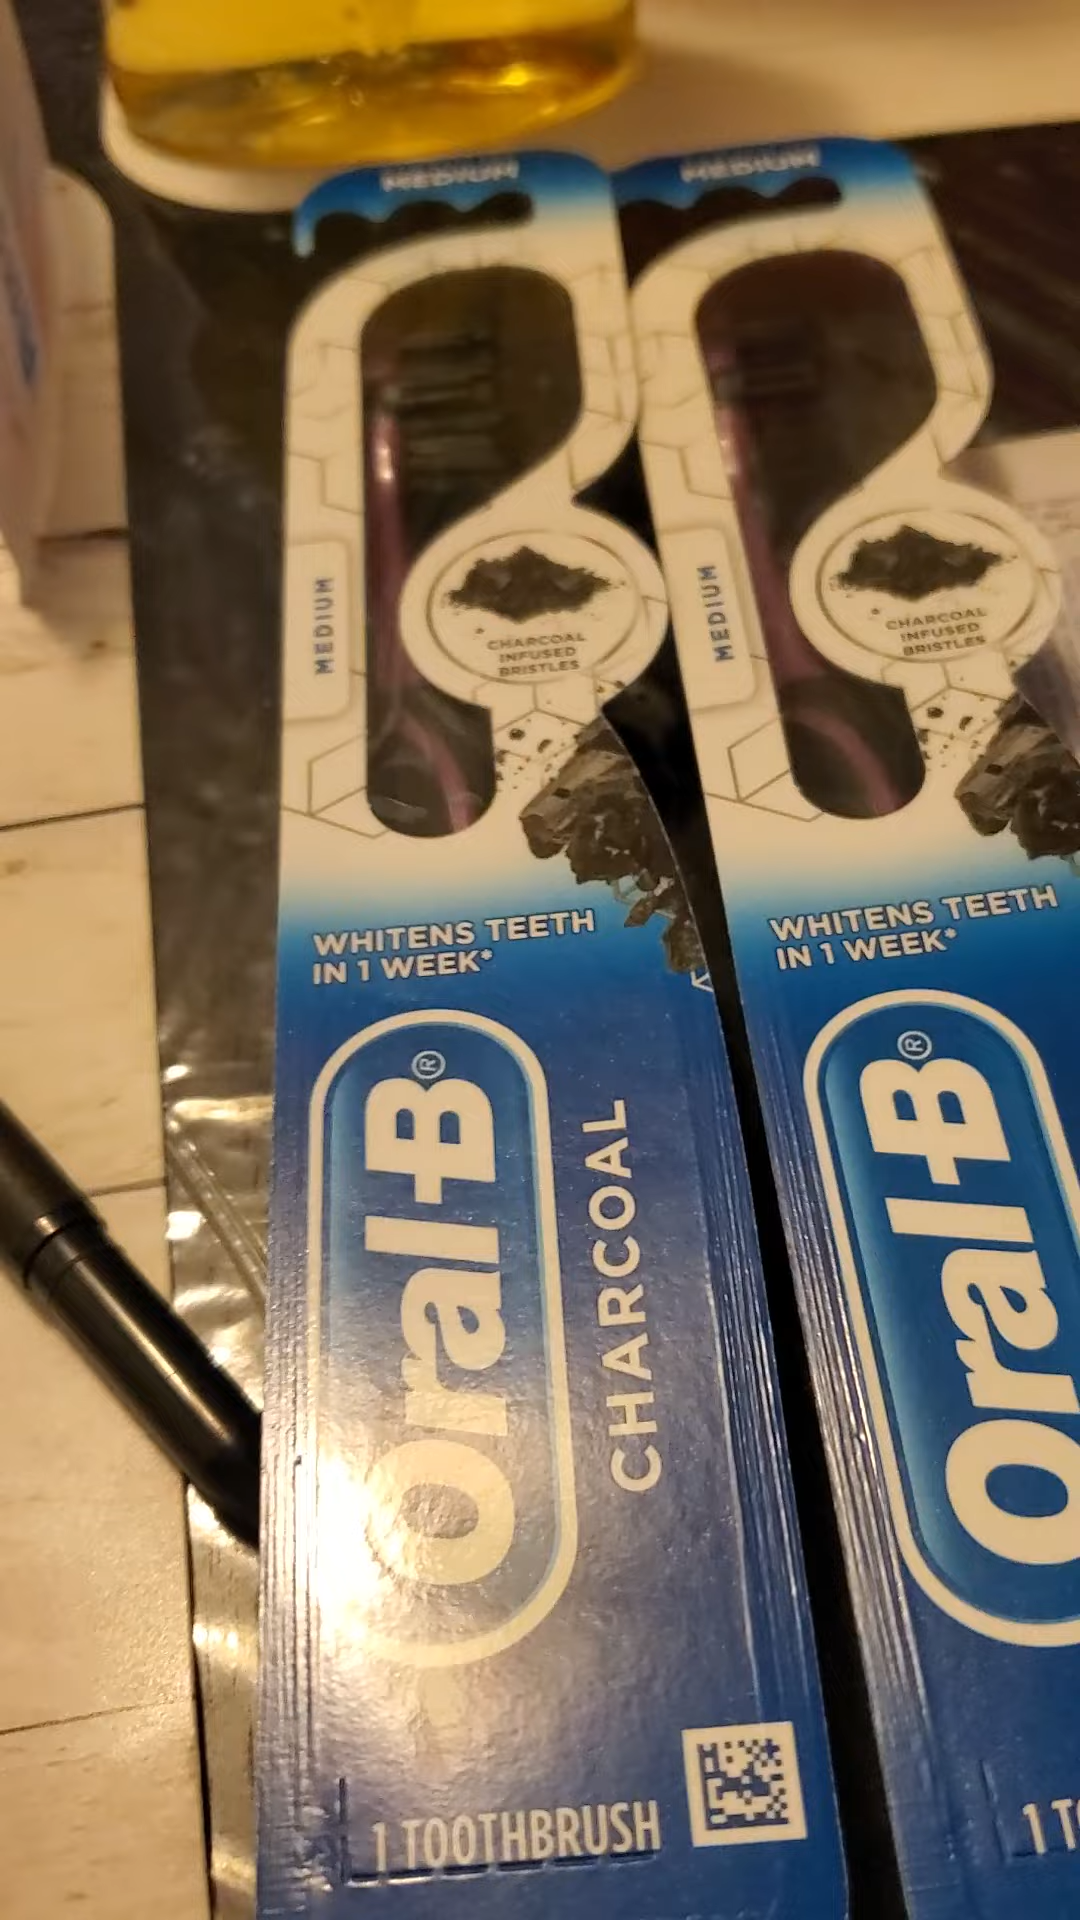 MEDIUM
MEDIUM
MEDIUM
CHARCOAL
INFUSED
BRISTLES
WHITENS TEETH
IN 1 WEEK*
Oral-B®
CHARCOAL
1 TOOTHBRUSH
MEDIUM
CHARCOAL
INFUSED
BRISTLES
WHITENS TEETH
IN 1 WEEK*
Oral-B®